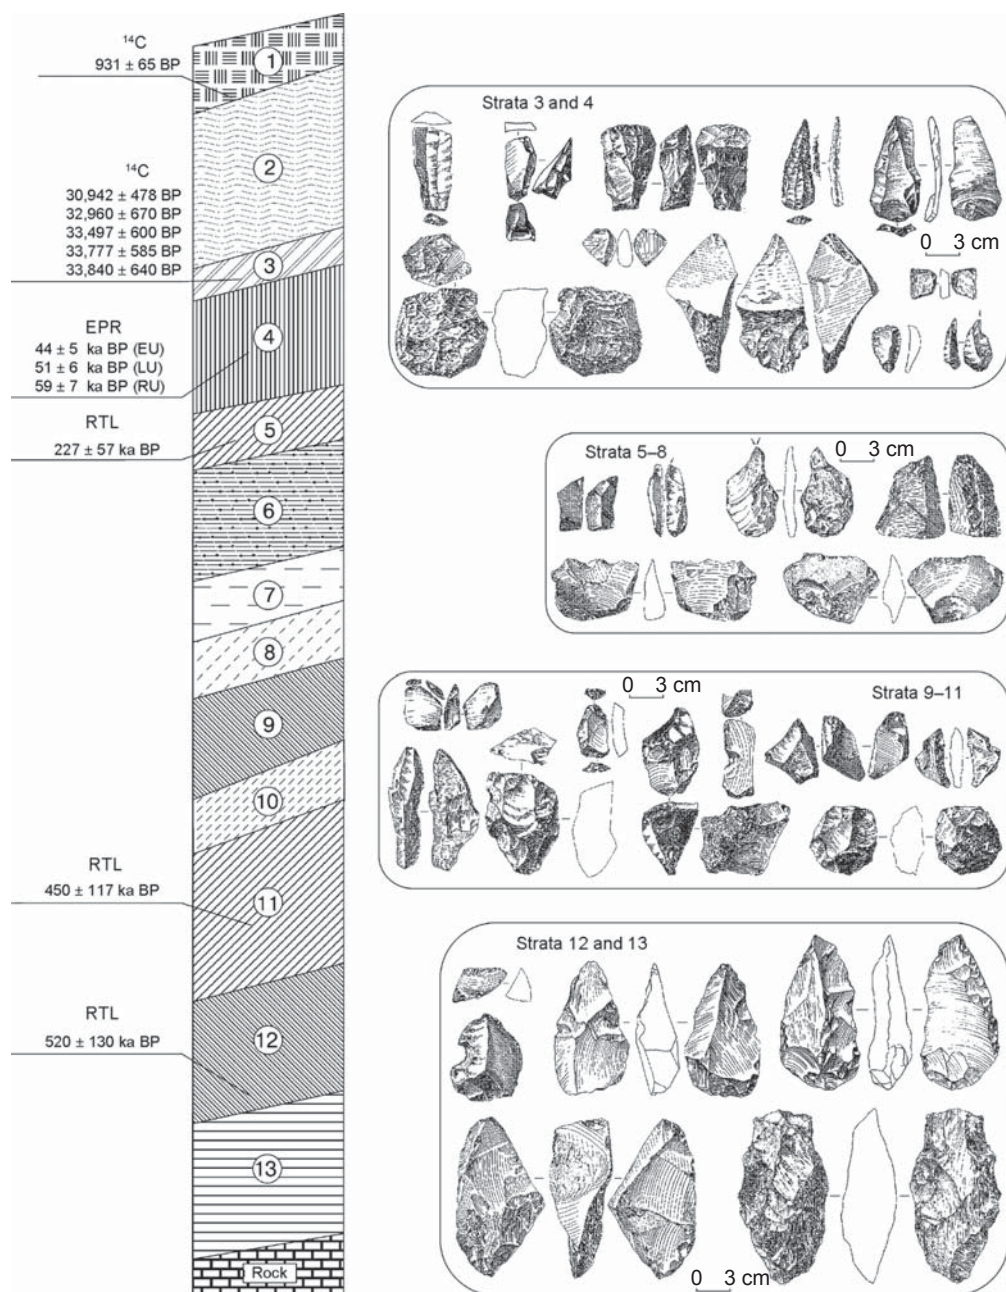 ¹⁴C
931 ± 65 BP
¹⁴C
30,942 ± 478 BP
32,960 ± 670 BP
33,497 ± 600 BP
33,777 ± 585 BP
33,840 ± 640 BP
EPR
44 ± 5 ka BP (EU)
51 ± 6 ka BP (LU)
59 ± 7 ka BP (RU)
RTL
227 ± 57 ka BP
RTL
450 ± 117 ka BP
RTL
520 ± 130 ka BP
1
2
3
4
5
6
7
8
9
10
11
12
13
Rock
Strata 3 and 4
0 3 cm
Strata 5–8
0 3 cm
Strata 9–11
0 3 cm
Strata 12 and 13
0 3 cm